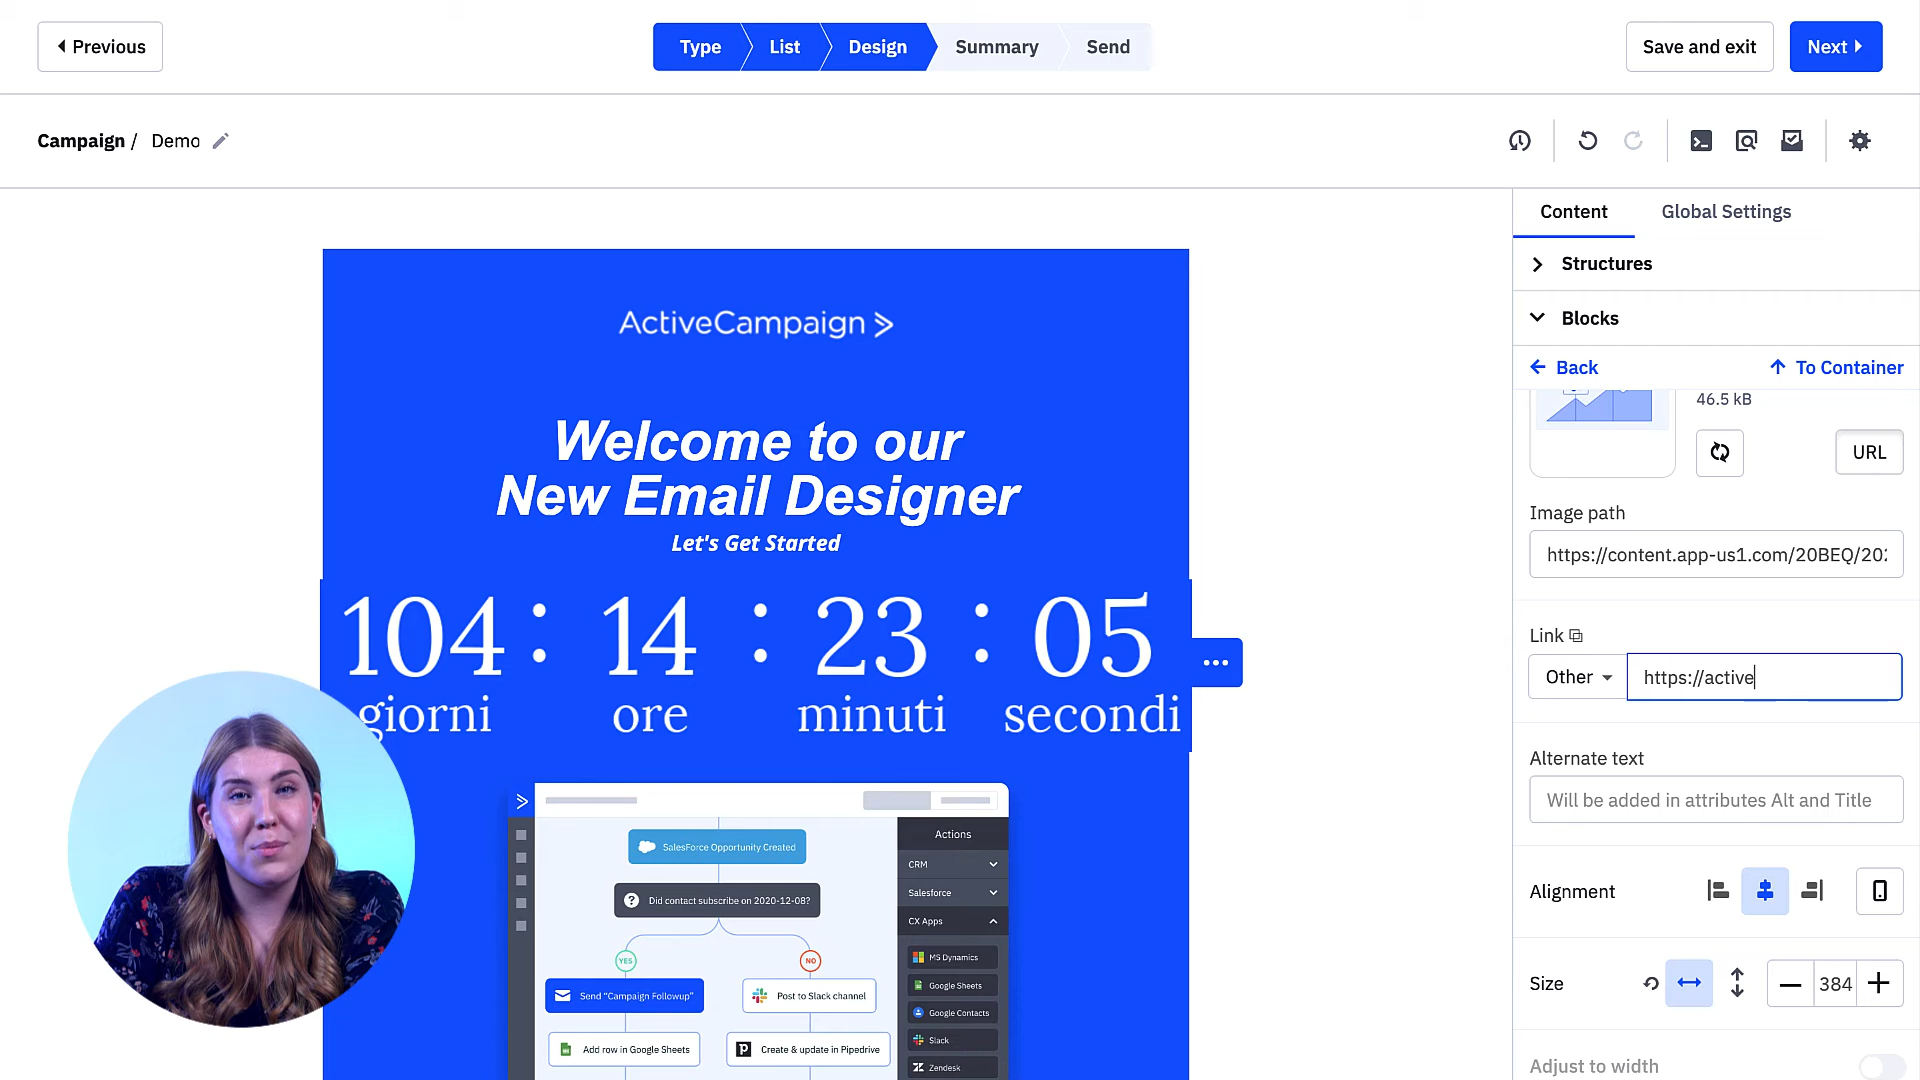 Previous
Type
List
Design
Summary
Send
Save and exit
Next
Campaign / Demo
Content
Global Settings
Structures
Blocks
Back
To Container
46.5 kB
URL
Image path
https://content.app-us1.com/20BEQ/202
Link
Other
https://active
Alternate text
Will be added in attributes Alt and Title
Alignment
Size
384
Adjust to width
ActiveCampaign
Welcome to our
New Email Designer
Let's Get Started
104 : 14 : 23 : 05
giorni ore minuti secondi
SalesForce Opportunity Created
Did contact subscribe on 2020-12-08?
YES
NO
Send "Campaign Followup"
Post to Slack channel
Add row in Google Sheets
Create & update in Pipedrive
Actions
CRM
Salesforce
CX Apps
MS Dynamics
Google Sheets
Google Contacts
Slack
Zendesk